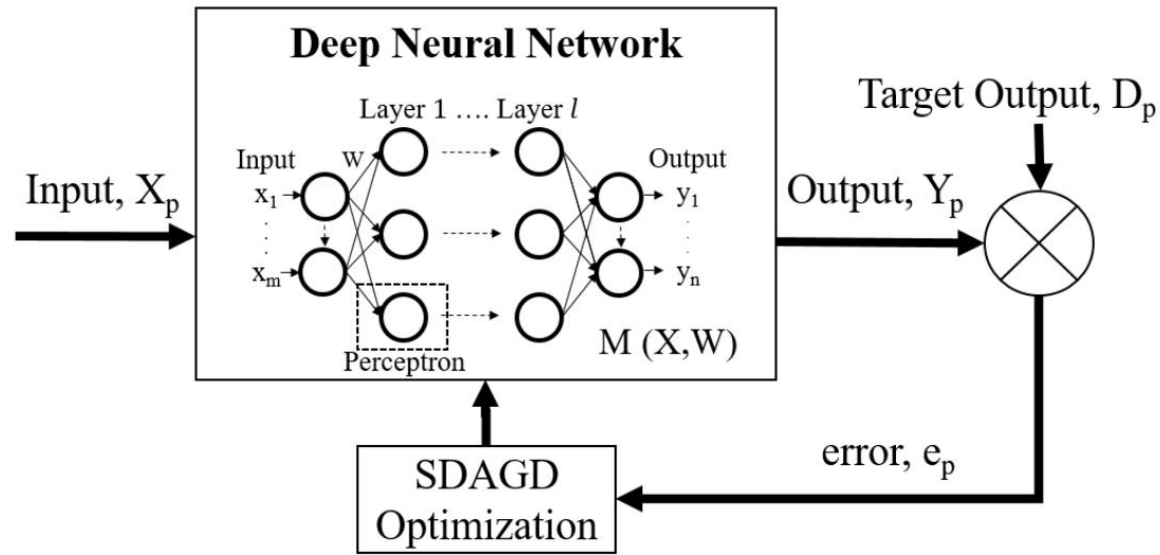 Deep Neural Network
Layer 1 .... Layer l
Input
W
Output
x₁
y₁
xₘ
yₙ
Perceptron
M (X,W)
Input, Xₚ
Target Output, Dₚ
Output, Yₚ
error, eₚ
SDAGD
Optimization